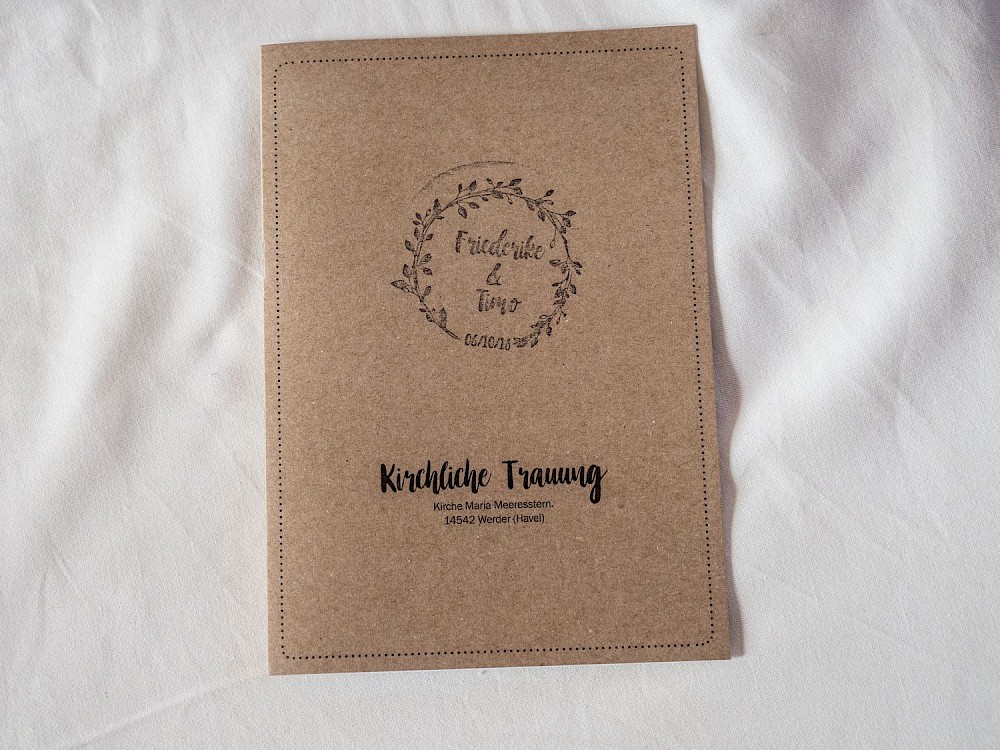 Friederike
&
Timo
06/10/18
Kirchliche Trauung
Kirche Maria Meeresstern,
14542 Werder (Havel)